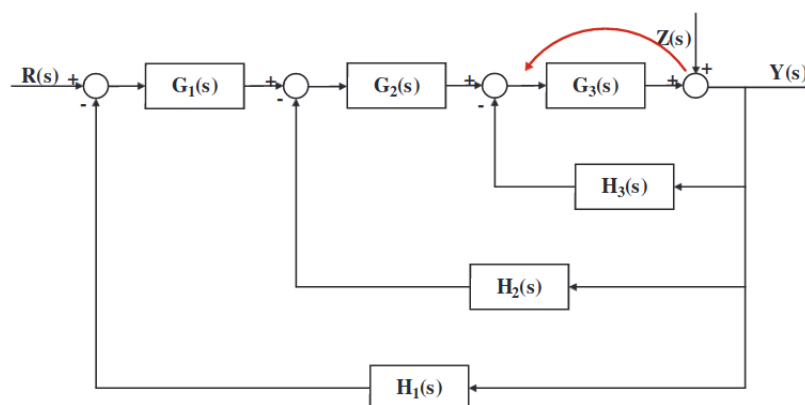 Z(s)
R(s) + + + + + Y(s)
G₁(s) G₂(s) G₃(s)
- - -
H₃(s)
H₂(s)
H₁(s)